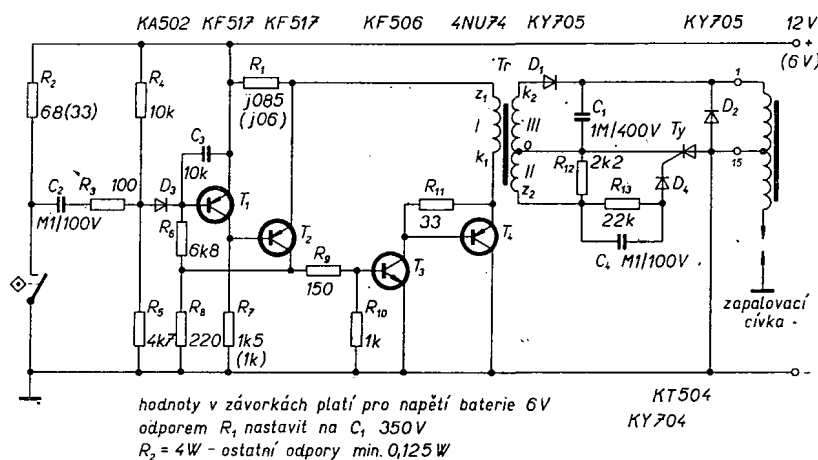 KA502 KF517 KF517 KF506 4NU74 KY705 KY705 12V
+
(6V)
R₂
68(33)
R₄
10k
R₁
j085
(j06)
C₃
10k
Tr
D₁
z₁
k₂
I
III
0
k₁
II
z₂
C₁
1M/400V
D₂
1
Ty
15
R₁₂
2k2
D₄
R₁₃
22k
C₄ M1/100V
C₂
M1/100V
R₃
100
D₃
T₁
R₆
6k8
T₂
R₉
150
R₁₁
33
T₃
T₄
R₅
4k7
R₈
220
R₇
1k5
(1k)
R₁₀
1k
zapalovací
cívka
-
KT504
KY704
hodnoty v závorkách platí pro napětí baterie 6V
odporem R₁ nastavit na C₁ 350V
R₂ = 4W - ostatní odpory min. 0,125W